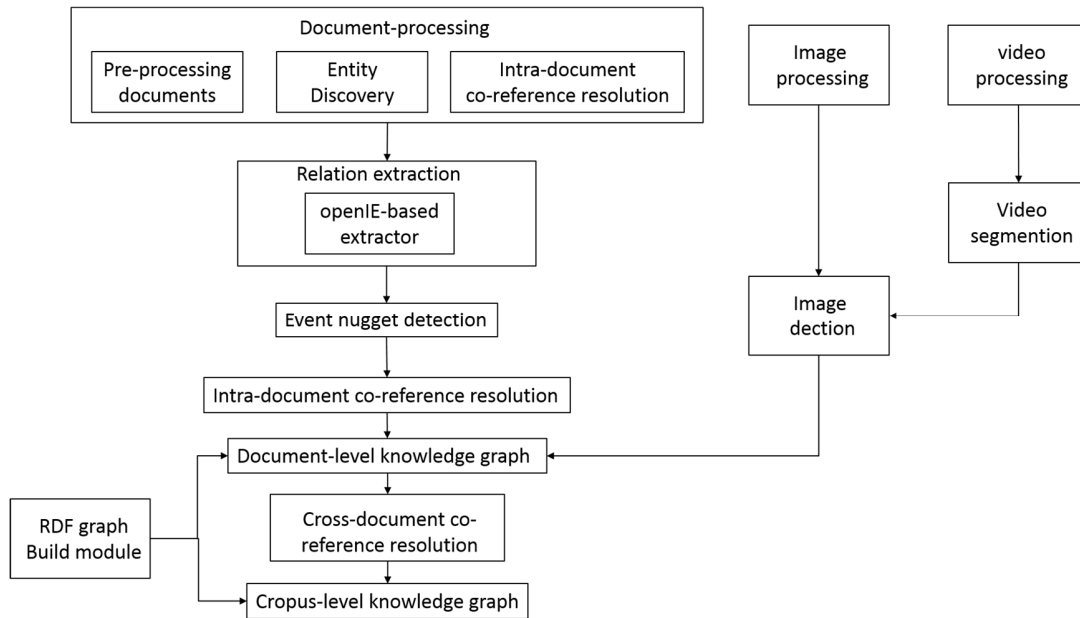 Document-processing
Pre-processing
documents
Entity
Discovery
Intra-document
co-reference resolution
Image
processing
video
processing
Relation extraction
openIE-based
extractor
Video
segmention
Event nugget detection
Image
dection
Intra-document co-reference resolution
Document-level knowledge graph
RDF graph
Build module
Cross-document co-
reference resolution
Cropus-level knowledge graph